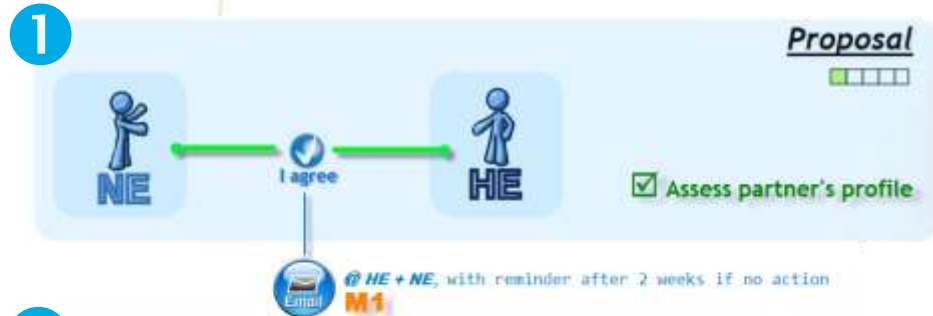 1
Proposal
I agree
NE
HE
Assess partner's profile
@ HE + NE, with reminder after 2 weeks if no action
Email
M1